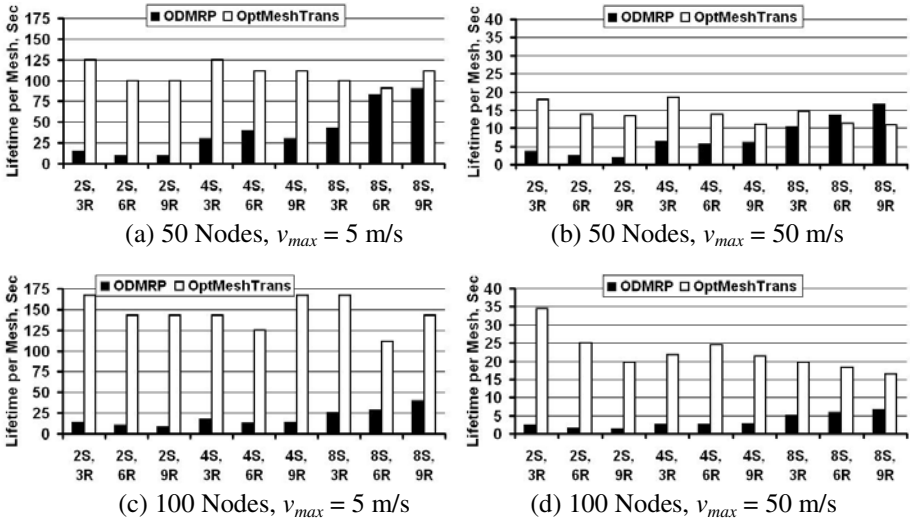 ODMRP OptMeshTrans
Lifetime per Mesh, Sec
175
150
125
100
75
50
25
0
2S, 3R
2S, 6R
2S, 9R
4S, 3R
4S, 6R
4S, 9R
8S, 3R
8S, 6R
8S, 9R
(a) 50 Nodes, vmax = 5 m/s
ODMRP OptMeshTrans
Lifetime per Mesh, Sec
40
35
30
25
20
15
10
5
0
2S, 3R
2S, 6R
2S, 9R
4S, 3R
4S, 6R
4S, 9R
8S, 3R
8S, 6R
8S, 9R
(b) 50 Nodes, vmax = 50 m/s
ODMRP OptMeshTrans
Lifetime per Mesh, Sec
175
150
125
100
75
50
25
0
2S, 3R
2S, 6R
2S, 9R
4S, 3R
4S, 6R
4S, 9R
8S, 3R
8S, 6R
8S, 9R
(c) 100 Nodes, vmax = 5 m/s
ODMRP OptMeshTrans
Lifetime per Mesh, Sec
40
35
30
25
20
15
10
5
0
2S, 3R
2S, 6R
2S, 9R
4S, 3R
4S, 6R
4S, 9R
8S, 3R
8S, 6R
8S, 9R
(d) 100 Nodes, vmax = 50 m/s